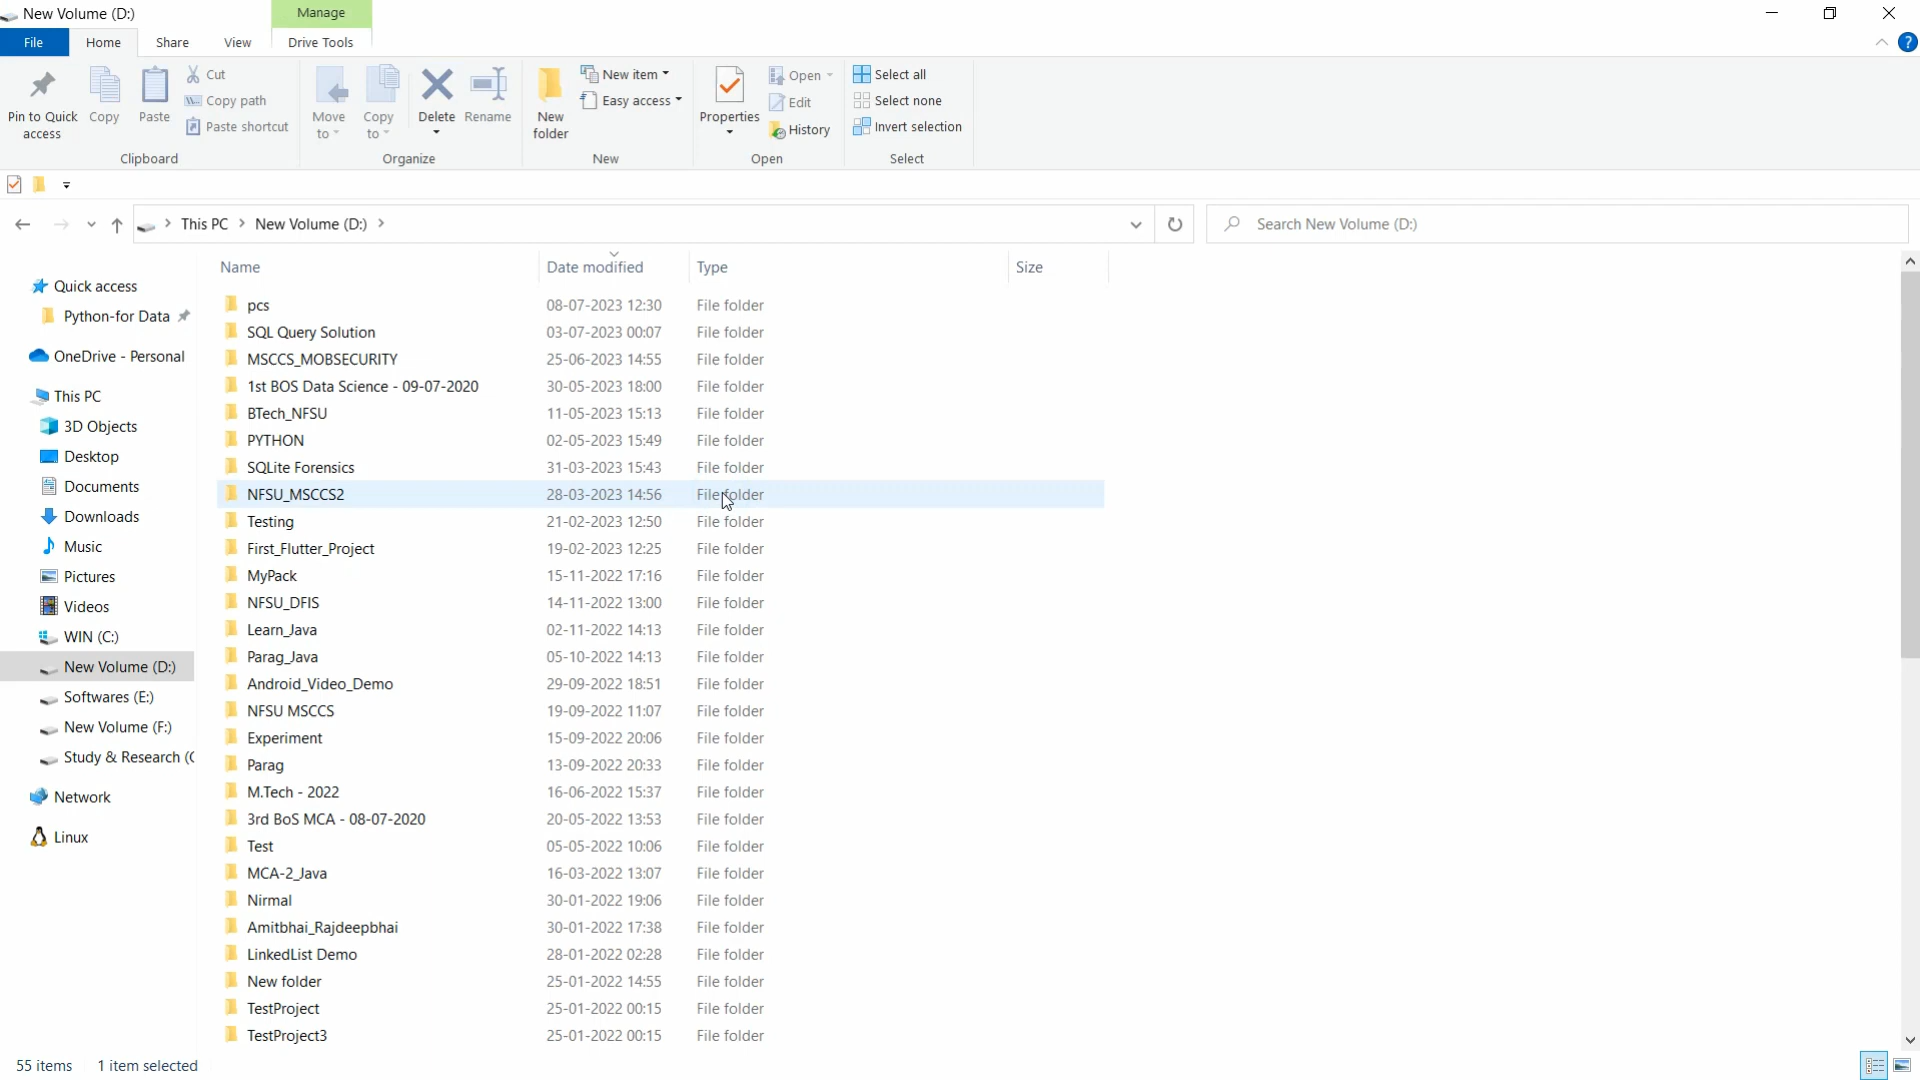 New Volume (D:)
Manage
File Home Share View Drive Tools
Pin to Quick access
Copy
Paste
Cut
Copy path
Paste shortcut
Clipboard
Move to
Copy to
Delete
Rename
Organize
New folder
New item
Easy access
New
Properties
Open
Edit
History
Open
Select all
Select none
Invert selection
Select
This PC New Volume (D:)
Search New Volume (D:)
Quick access
Python-for Data
OneDrive - Personal
This PC
3D Objects
Desktop
Documents
Downloads
Music
Pictures
Videos
WIN (C:)
New Volume (D:)
Softwares (E:)
New Volume (F:)
Study & Research (
Network
Linux
Name Date modified Type Size
pcs 08-07-2023 12:30 File folder
SQL Query Solution 03-07-2023 00:07 File folder
MSCCS_MOBSECURITY 25-06-2023 14:55 File folder
1st BOS Data Science - 09-07-2020 30-05-2023 18:00 File folder
BTech_NFSU 11-05-2023 15:13 File folder
PYTHON 02-05-2023 15:49 File folder
SQLite Forensics 31-03-2023 15:43 File folder
NFSU_MSCCS2 28-03-2023 14:56 File folder
Testing 21-02-2023 12:50 File folder
First_Flutter_Project 19-02-2023 12:25 File folder
MyPack 15-11-2022 17:16 File folder
NFSU_DFIS 14-11-2022 13:00 File folder
Learn_Java 02-11-2022 14:13 File folder
Parag_Java 05-10-2022 14:13 File folder
Android_Video_Demo 29-09-2022 18:51 File folder
NFSU MSCCS 19-09-2022 11:07 File folder
Experiment 15-09-2022 20:06 File folder
Parag 13-09-2022 20:33 File folder
M.Tech - 2022 16-06-2022 15:37 File folder
3rd BoS MCA - 08-07-2020 20-05-2022 13:53 File folder
Test 05-05-2022 10:06 File folder
MCA-2_Java 16-03-2022 13:07 File folder
Nirmal 30-01-2022 19:06 File folder
Amitbhai_Rajdeepbhai 30-01-2022 17:38 File folder
LinkedList Demo 28-01-2022 02:28 File folder
New folder 25-01-2022 14:55 File folder
TestProject 25-01-2022 00:15 File folder
TestProject3 25-01-2022 00:15 File folder
55 items 1 item selected